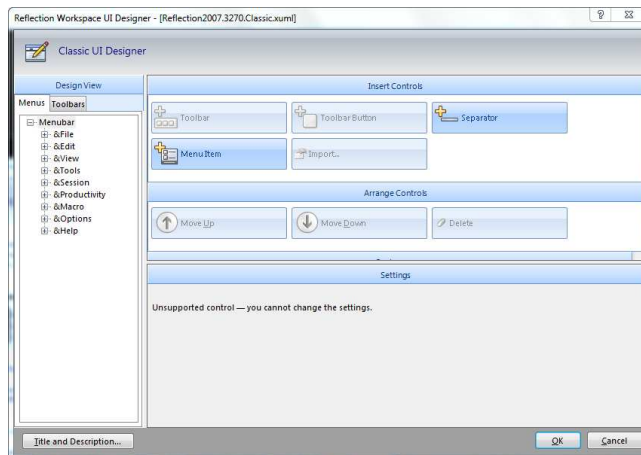 Reflection Workspace UI Designer - [Reflection2007.3270.Classic.xuml]
Classic UI Designer
Design View
Menus Toolbars
Menubar
&File
&Edit
&View
&Tools
&Session
&Productivity
&Macro
&Options
&Help
Insert Controls
Toolbar
Toolbar Button
Separator
Menu Item
Import...
Arrange Controls
Move Up
Move Down
Delete
Settings
Unsupported control — you cannot change the settings.
Title and Description...
OK
Cancel